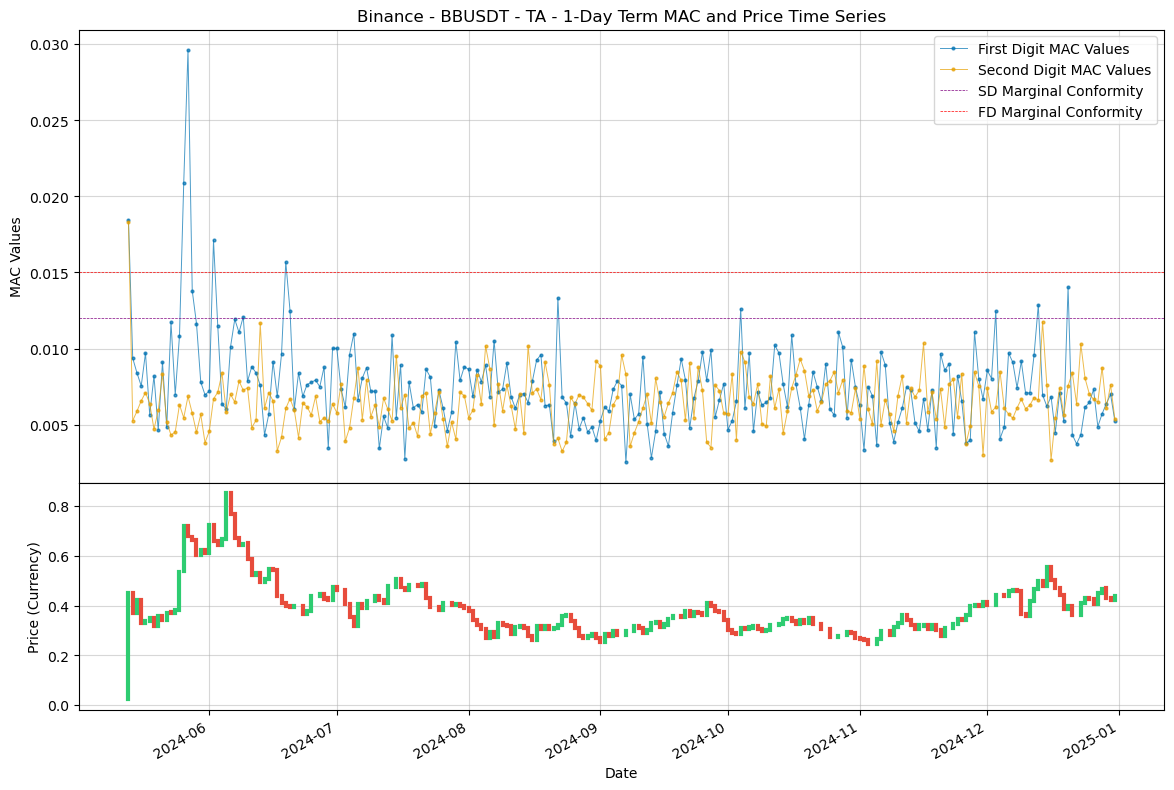 Binance - BBUSDT - TA - 1-Day Term MAC and Price Time Series
First Digit MAC Values
Second Digit MAC Values
SD Marginal Conformity
FD Marginal Conformity
MAC Values
0.030
0.025
0.020
0.015
0.010
0.005
Price (Currency)
0.8
0.6
0.4
0.2
0.0
2024-06
2024-07
2024-08
2024-09
2024-10
2024-11
2024-12
2025-01
Date